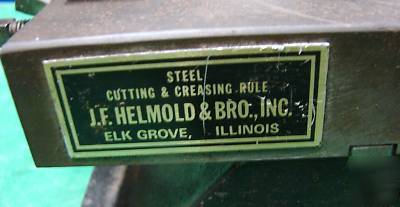 STEEL
CUTTING & CREASING RULE
J.F. HELMOLD & BRO., INC.
ELK GROVE, ILLINOIS